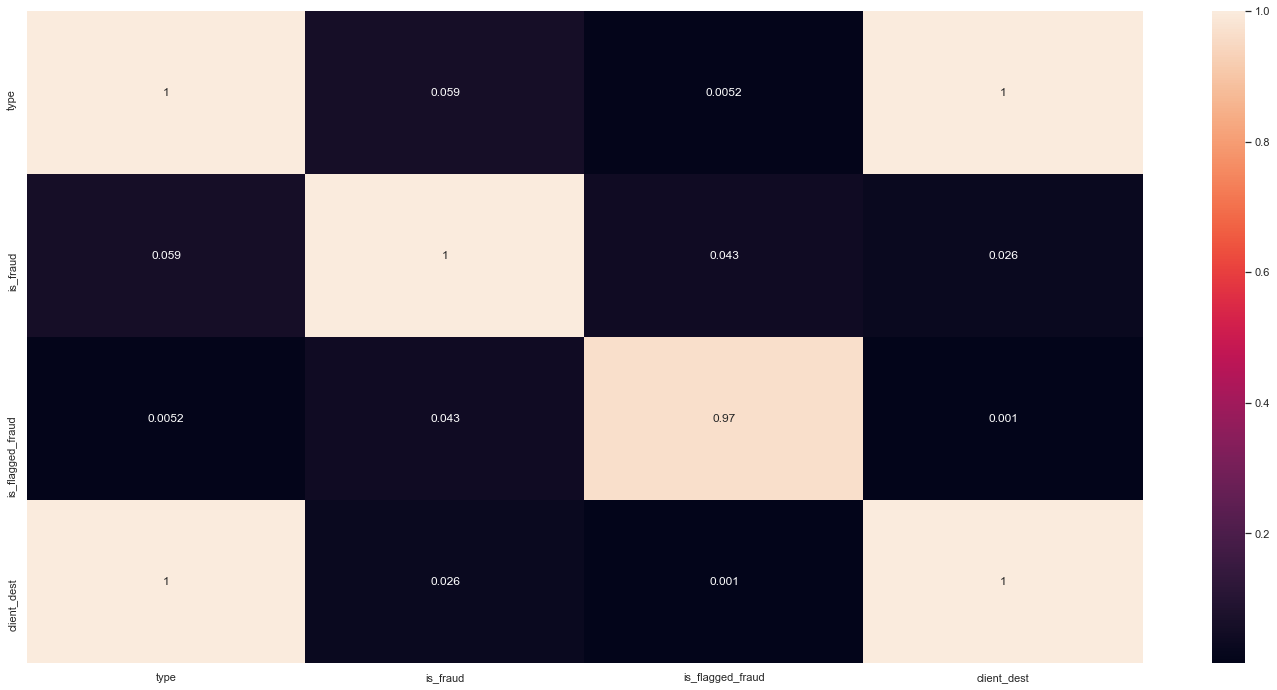 type 1 0.059 0.0052 1
is_fraud 0.059 1 0.043 0.026
is_flagged_fraud 0.0052 0.043 0.97 0.001
client_dest 1 0.026 0.001 1
type is_fraud is_flagged_fraud client_dest
1.0
0.8
0.6
0.4
0.2